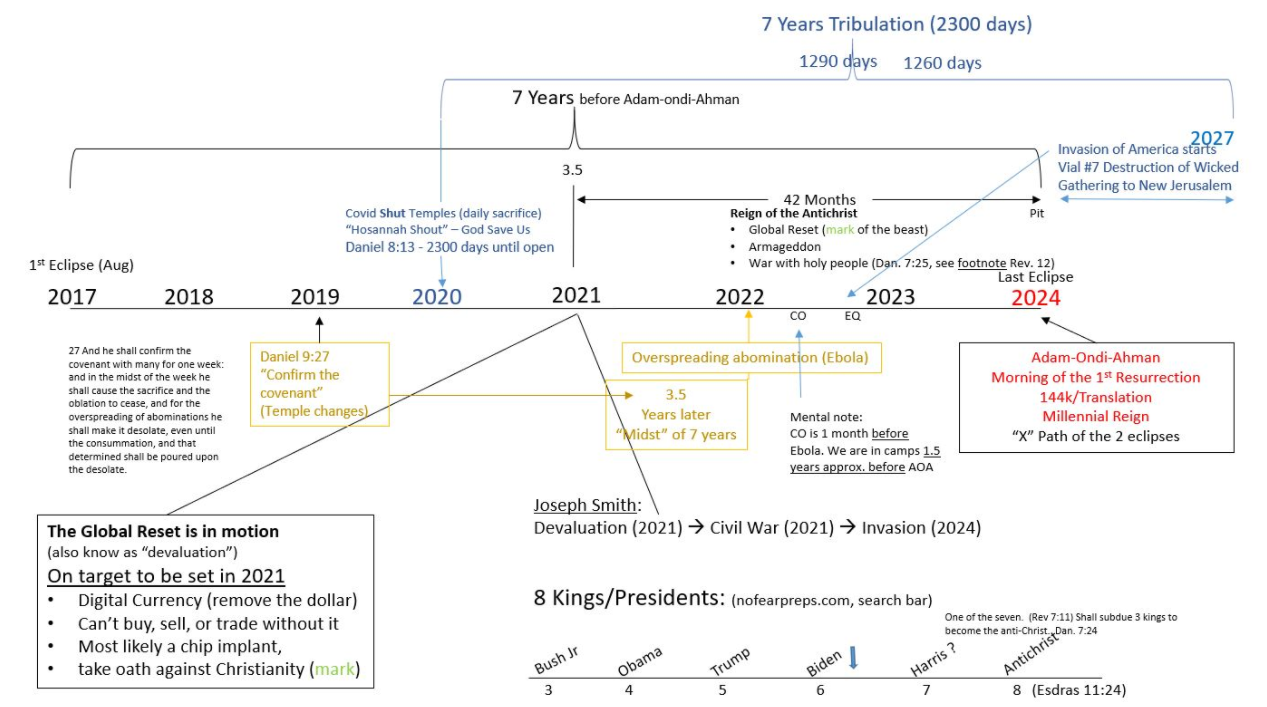 7 Years Tribulation (2300 days)
1290 days 1260 days
7 Years before Adam-ondi-Ahman
2027
Invasion of America starts
Vial #7 Destruction of Wicked
Gathering to New Jerusalem
3.5
42 Months
Pit
Reign of the Antichrist
• Global Reset (mark of the beast)
• Armageddon
• War with holy people (Dan. 7:25, see footnote Rev. 12)
Covid Shut Temples (daily sacrifice)
“Hosannah Shout” – God Save Us
Daniel 8:13 - 2300 days until open
1st Eclipse (Aug)
Last Eclipse
2017 2018 2019 2020 2021 2022 2023 2024
CO EQ
27 And he shall confirm the
covenant with many for one week:
and in the midst of the week he
shall cause the sacrifice and the
oblation to cease, and for the
overspreading of abominations he
shall make it desolate, even until
the consummation, and that
determined shall be poured upon
the desolate.
Daniel 9:27
“Confirm the
covenant”
(Temple changes)
Overspreading abomination (Ebola)
3.5
Years later
“Midst” of 7 years
Mental note:
CO is 1 month before
Ebola. We are in camps 1.5
years approx. before AOA
Adam-Ondi-Ahman
Morning of the 1st Resurrection
144k/Translation
Millennial Reign
“X” Path of the 2 eclipses
The Global Reset is in motion
(also know as “devaluation”)
On target to be set in 2021
• Digital Currency (remove the dollar)
• Can’t buy, sell, or trade without it
• Most likely a chip implant,
• take oath against Christianity (mark)
Joseph Smith:
Devaluation (2021) → Civil War (2021) → Invasion (2024)
8 Kings/Presidents: (nofearpreps.com, search bar)
One of the seven. (Rev 7:11) Shall subdue 3 kings to
become the anti-Christ. Dan. 7:24
Bush Jr Obama Trump Biden Harris ? Antichrist
3 4 5 6 7 8 (Esdras 11:24)